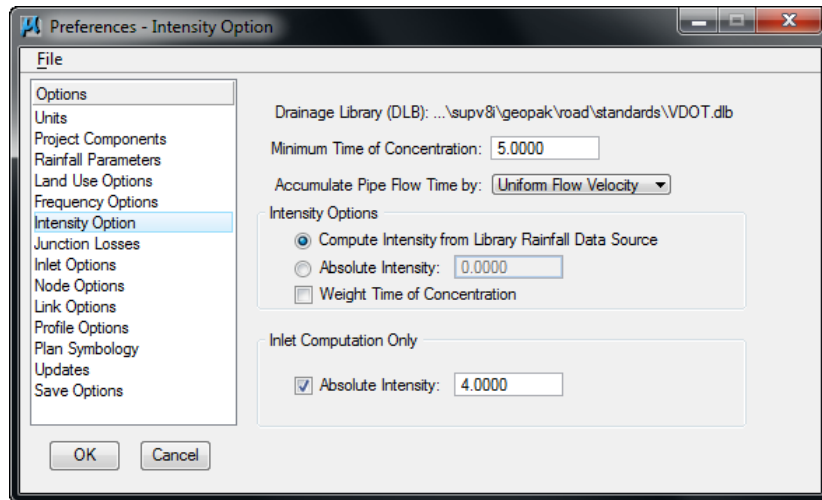 Preferences - Intensity Option
File
Options
Units
Project Components
Rainfall Parameters
Land Use Options
Frequency Options
Intensity Option
Junction Losses
Inlet Options
Node Options
Link Options
Profile Options
Plan Symbology
Updates
Save Options
Drainage Library (DLB): ...\supv8i\geopak\road\standards\VDOT.dlb
Minimum Time of Concentration: 5.0000
Accumulate Pipe Flow Time by: Uniform Flow Velocity
Intensity Options
Compute Intensity from Library Rainfall Data Source
Absolute Intensity: 0.0000
Weight Time of Concentration
Inlet Computation Only
Absolute Intensity: 4.0000
OK Cancel